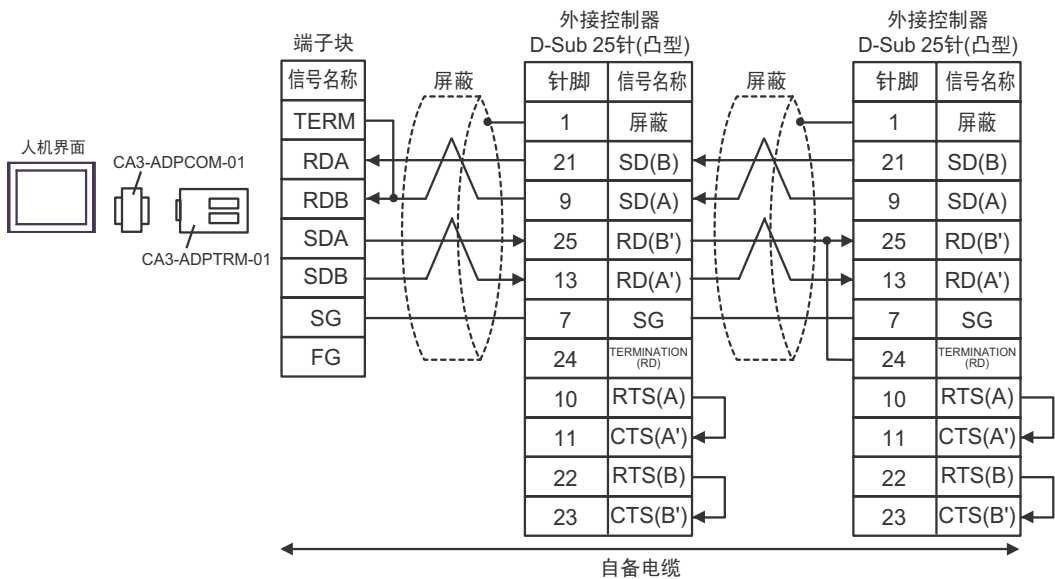 人机界面
CA3-ADPCOM-01
CA3-ADPTRM-01
端子块
信号名称
TERM
RDA
RDB
SDA
SDB
SG
FG
屏蔽
外接控制器
D-Sub 25针(凸型)
针脚 信号名称
1 屏蔽
21 SD(B)
9 SD(A)
25 RD(B')
13 RD(A')
7 SG
24 TERMINATION (RD)
10 RTS(A)
11 CTS(A')
22 RTS(B)
23 CTS(B')
屏蔽
外接控制器
D-Sub 25针(凸型)
针脚 信号名称
1 屏蔽
21 SD(B)
9 SD(A)
25 RD(B')
13 RD(A')
7 SG
24 TERMINATION (RD)
10 RTS(A)
11 CTS(A')
22 RTS(B)
23 CTS(B')
自备电缆